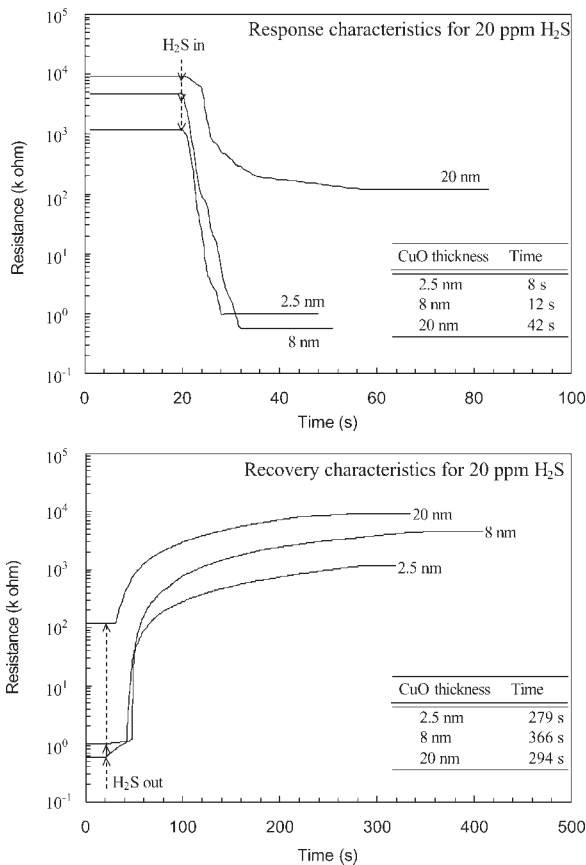 Response characteristics for 20 ppm H₂S
H₂S in
10⁵
10⁴
10³
10²
10¹
10⁰
10⁻¹
Resistance (k ohm)
20 nm
2.5 nm
8 nm
CuO thickness Time
2.5 nm 8 s
8 nm 12 s
20 nm 42 s
0 20 40 60 80 100
Time (s)
Recovery characteristics for 20 ppm H₂S
10⁵
10⁴
10³
10²
10¹
10⁰
10⁻¹
Resistance (k ohm)
20 nm
8 nm
2.5 nm
CuO thickness Time
2.5 nm 279 s
8 nm 366 s
20 nm 294 s
H₂S out
0 100 200 300 400 500
Time (s)